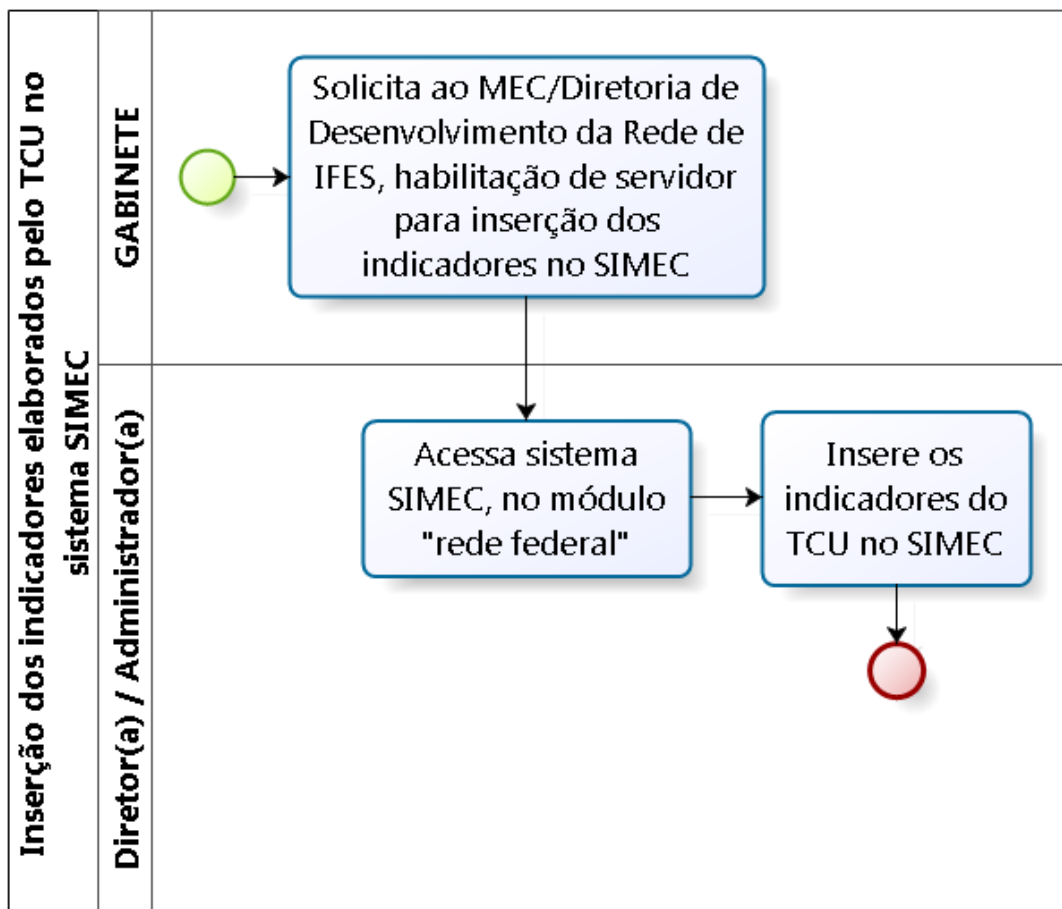 Inserção dos indicadores elaborados pelo TCU no
sistema SIMEC
GABINETE
Solicita ao MEC/Diretoria de
Desenvolvimento da Rede de
IFES, habilitação de servidor
para inserção dos
indicadores no SIMEC
Diretor(a) / Administrador(a)
Acessa sistema
SIMEC, no módulo
"rede federal"
Insere os
indicadores do
TCU no SIMEC